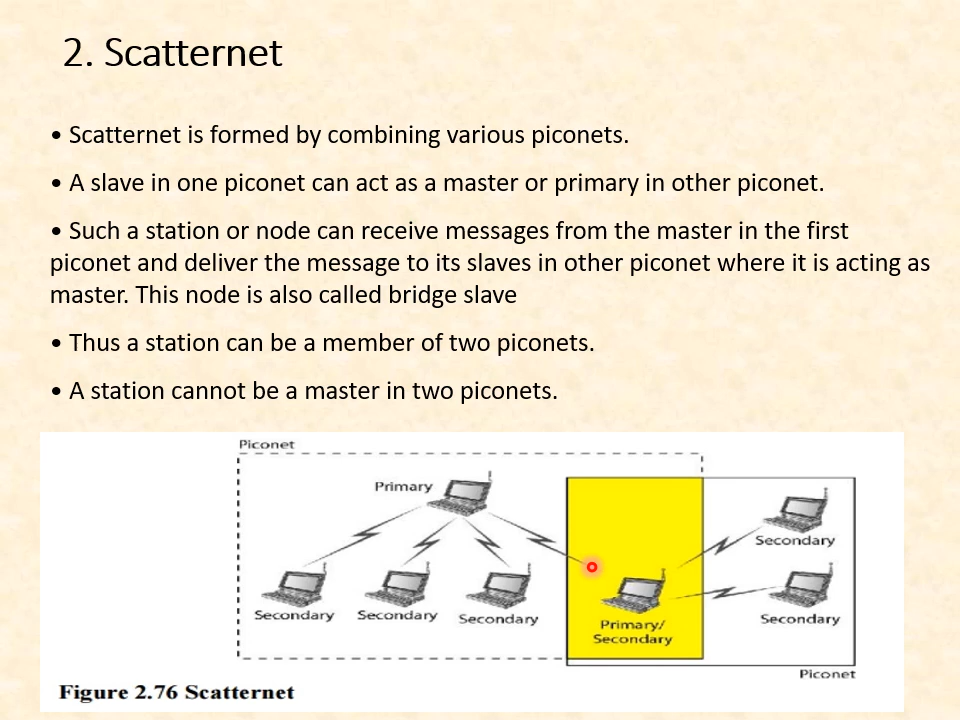 2. Scatternet
• Scatternet is formed by combining various piconets.
• A slave in one piconet can act as a master or primary in other piconet.
• Such a station or node can receive messages from the master in the first
piconet and deliver the message to its slaves in other piconet where it is acting as
master. This node is also called bridge slave
• Thus a station can be a member of two piconets.
• A station cannot be a master in two piconets.
Piconet
Primary
Secondary
Secondary
Secondary
Secondary
Primary/
Secondary
Secondary
Piconet
Figure 2.76 Scatternet